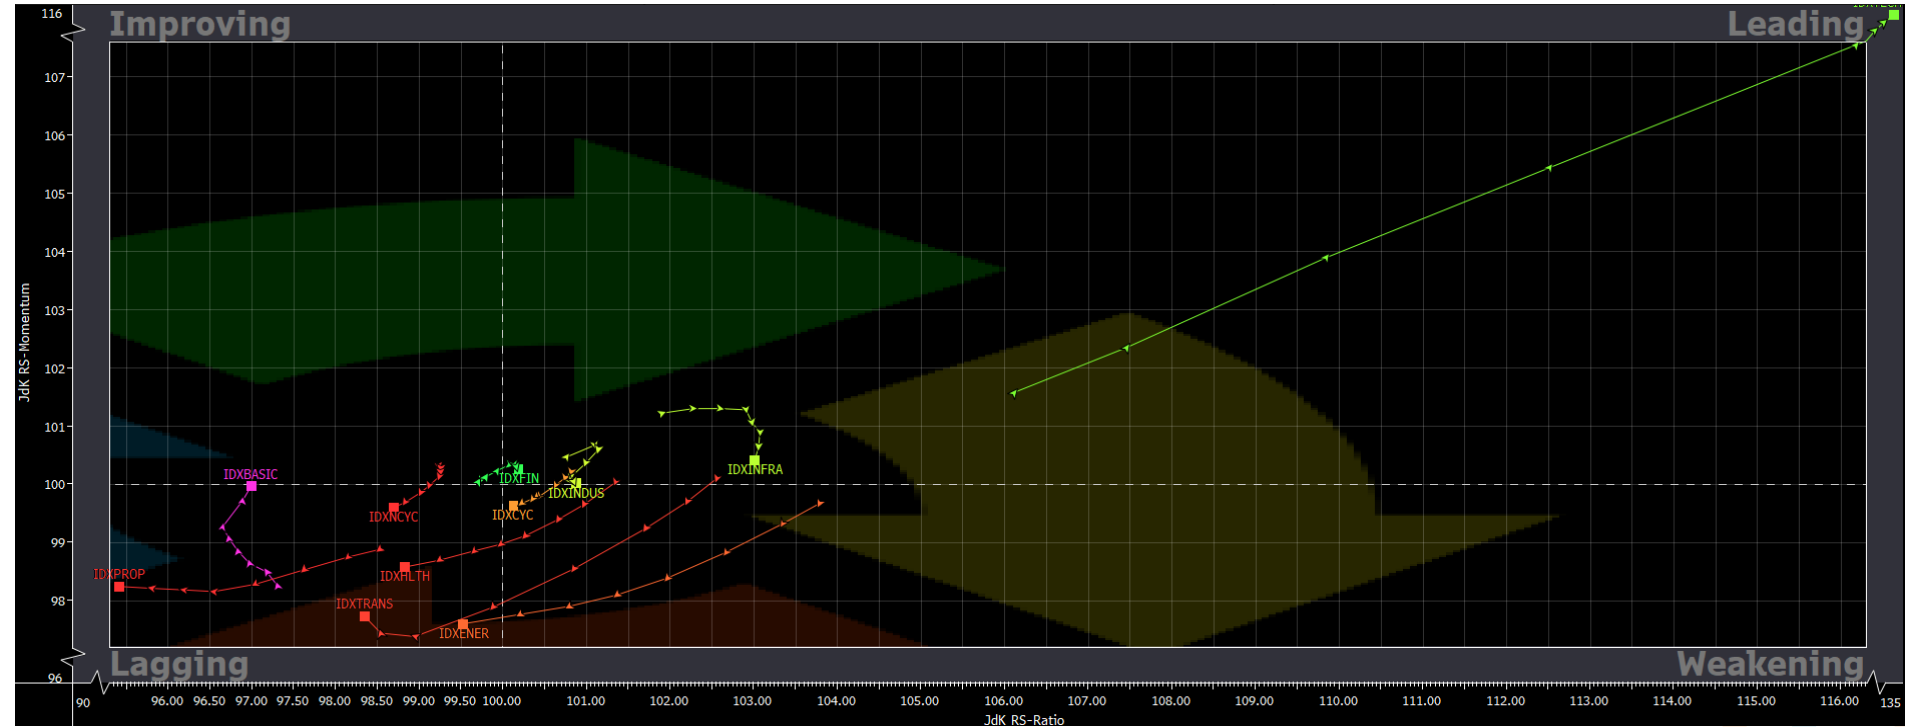 116
Improving
Leading
107
106
105
104
103
102
101
100
99
98
96
JdK RS-Momentum
IDXBASIC
IDXNCYC
IDXFIN
IDXINDUS
IDXCYC
IDXINFRA
IDXPROP
IDXHLTH
IDXTRANS
IDXENER
Lagging
Weakening
90
96.00 96.50 97.00 97.50 98.00 98.50 99.00 99.50 100.00 101.00 102.00 103.00 104.00 105.00 106.00 107.00 108.00 109.00 110.00 111.00 112.00 113.00 114.00 115.00 116.00
135
JdK RS-Ratio